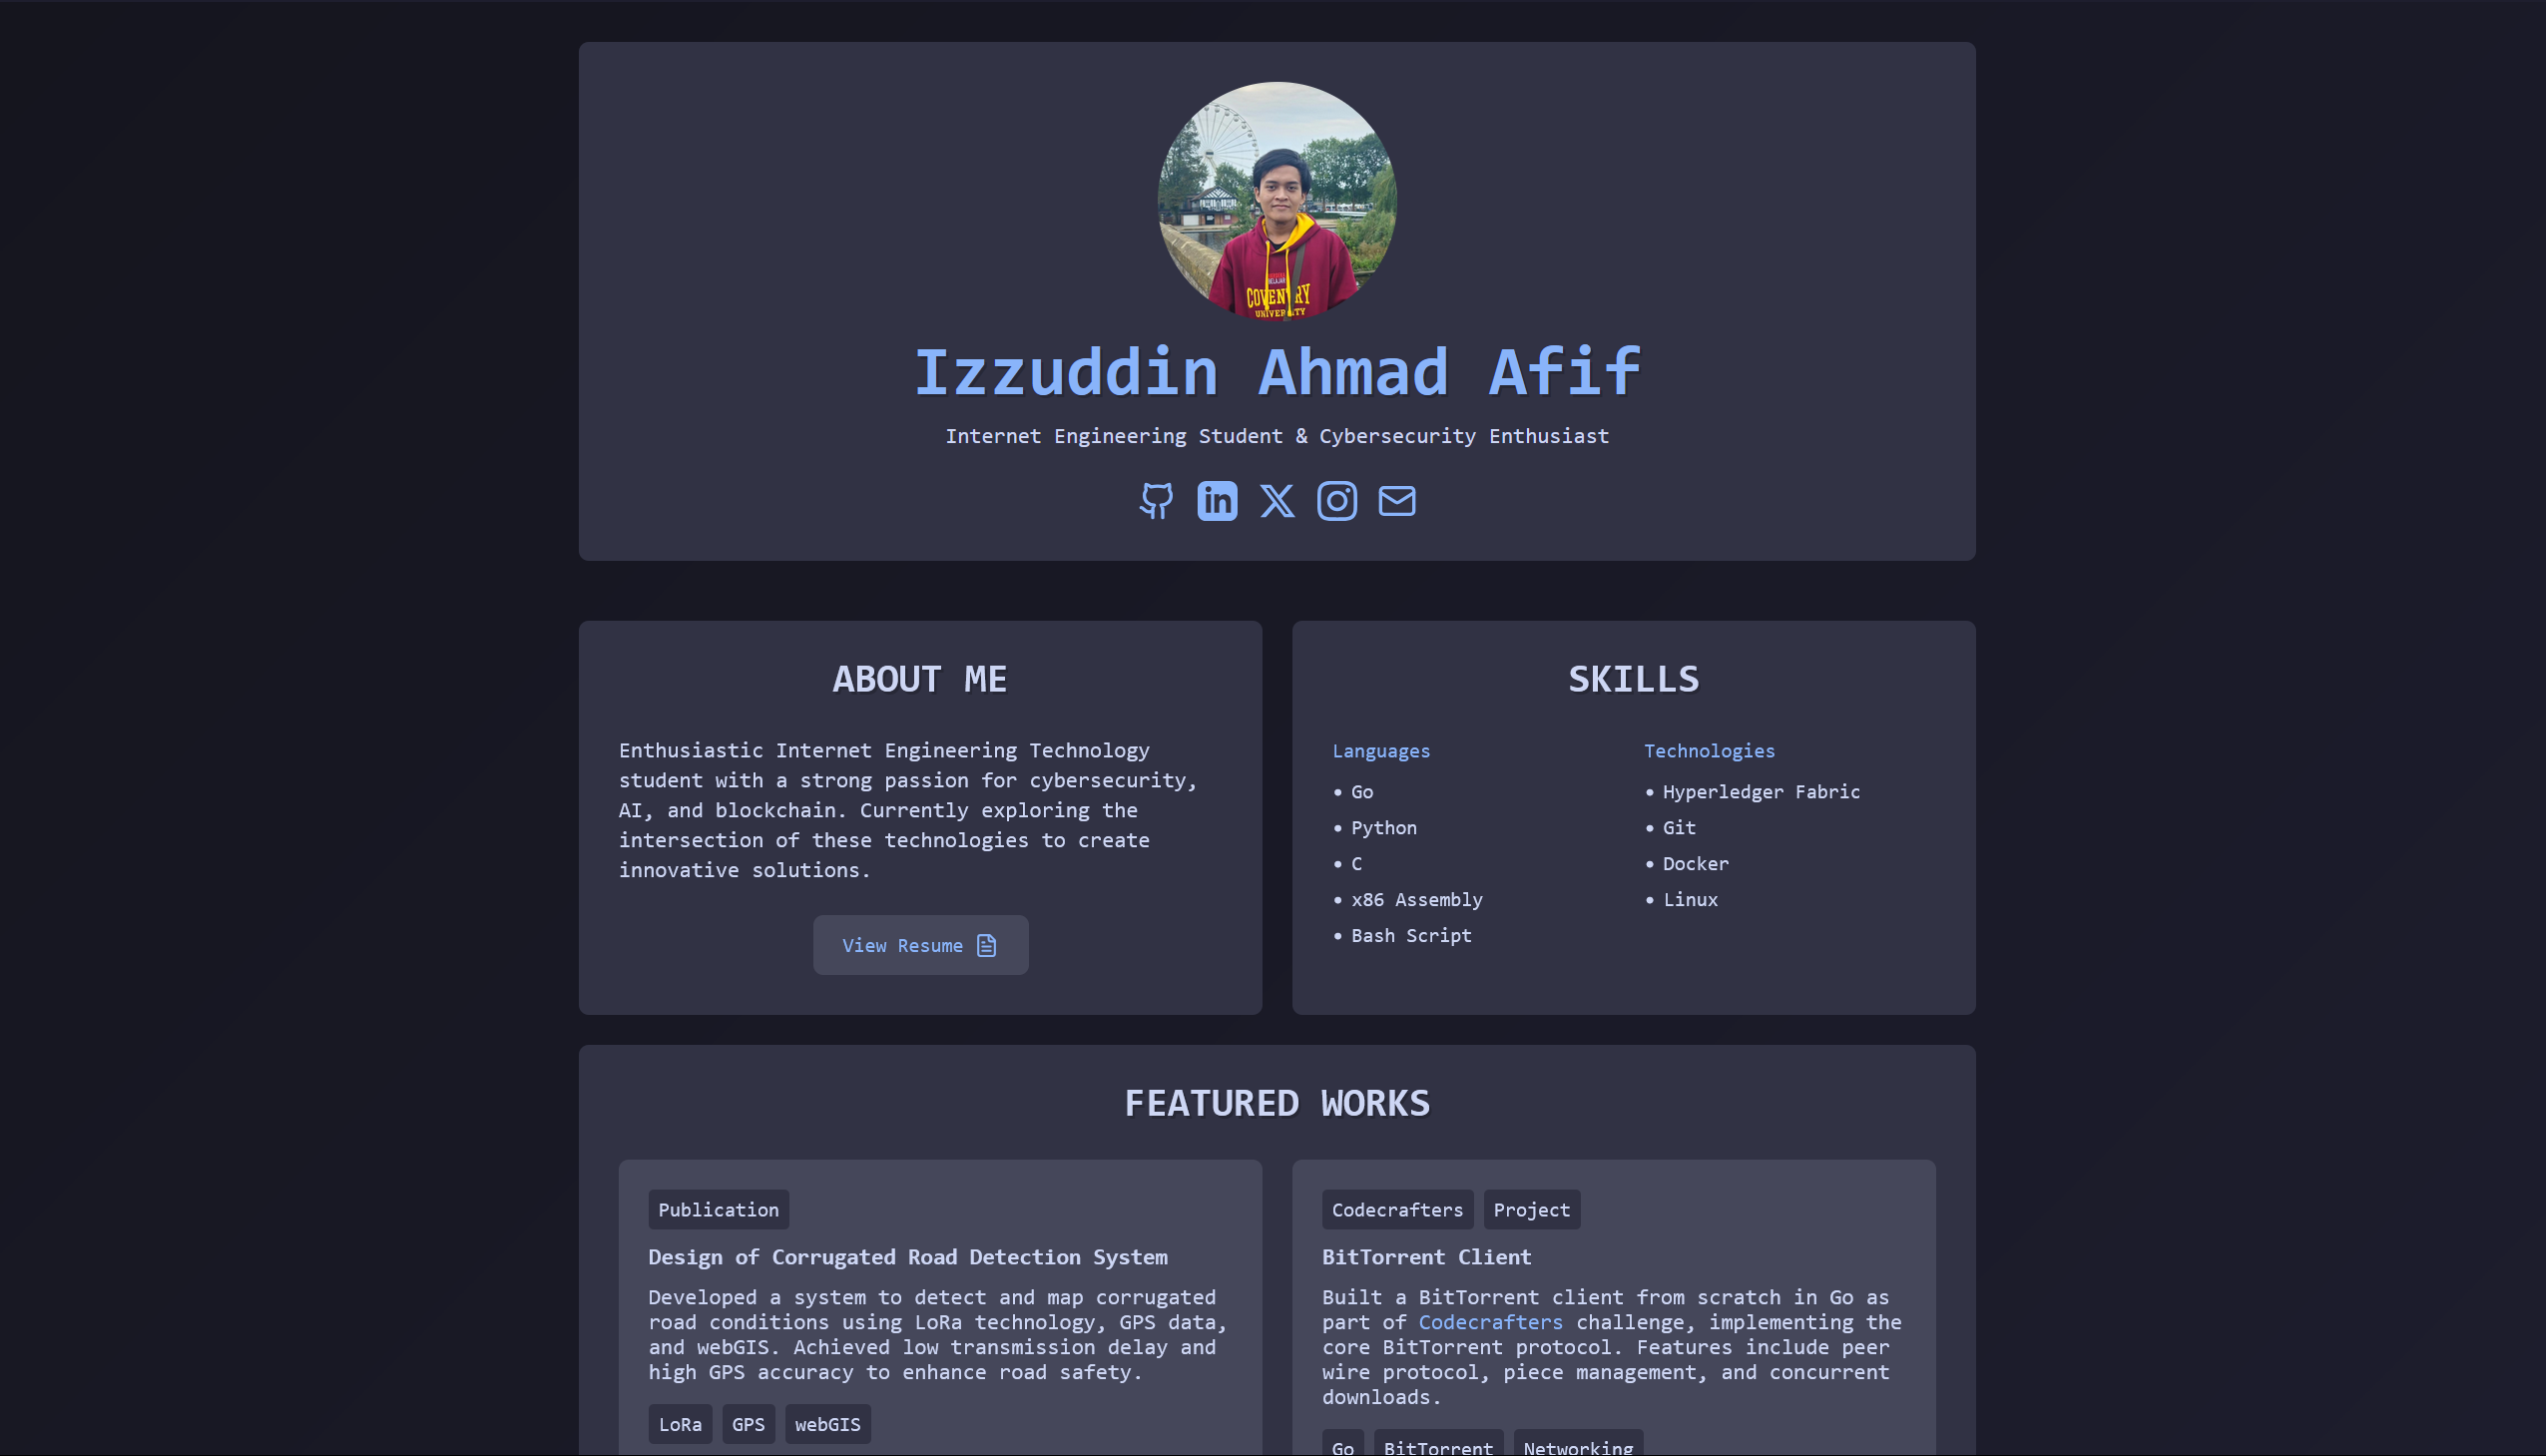 COVENTRY
UNIVERSITY
Izzuddin Ahmad Afif
Internet Engineering Student & Cybersecurity Enthusiast
in
ABOUT ME
Enthusiastic Internet Engineering Technology
student with a strong passion for cybersecurity,
AI, and blockchain. Currently exploring the
intersection of these technologies to create
innovative solutions.
View Resume
SKILLS
Languages
• Go
• Python
• C
• x86 Assembly
• Bash Script
Technologies
• Hyperledger Fabric
• Git
• Docker
• Linux
FEATURED WORKS
Publication
Design of Corrugated Road Detection System
Developed a system to detect and map corrugated
road conditions using LoRa technology, GPS data,
and webGIS. Achieved low transmission delay and
high GPS accuracy to enhance road safety.
LoRa GPS webGIS
Codecrafters Project
BitTorrent Client
Built a BitTorrent client from scratch in Go as
part of Codecrafters challenge, implementing the
core BitTorrent protocol. Features include peer
wire protocol, piece management, and concurrent
downloads.
Go BitTorrent Networking